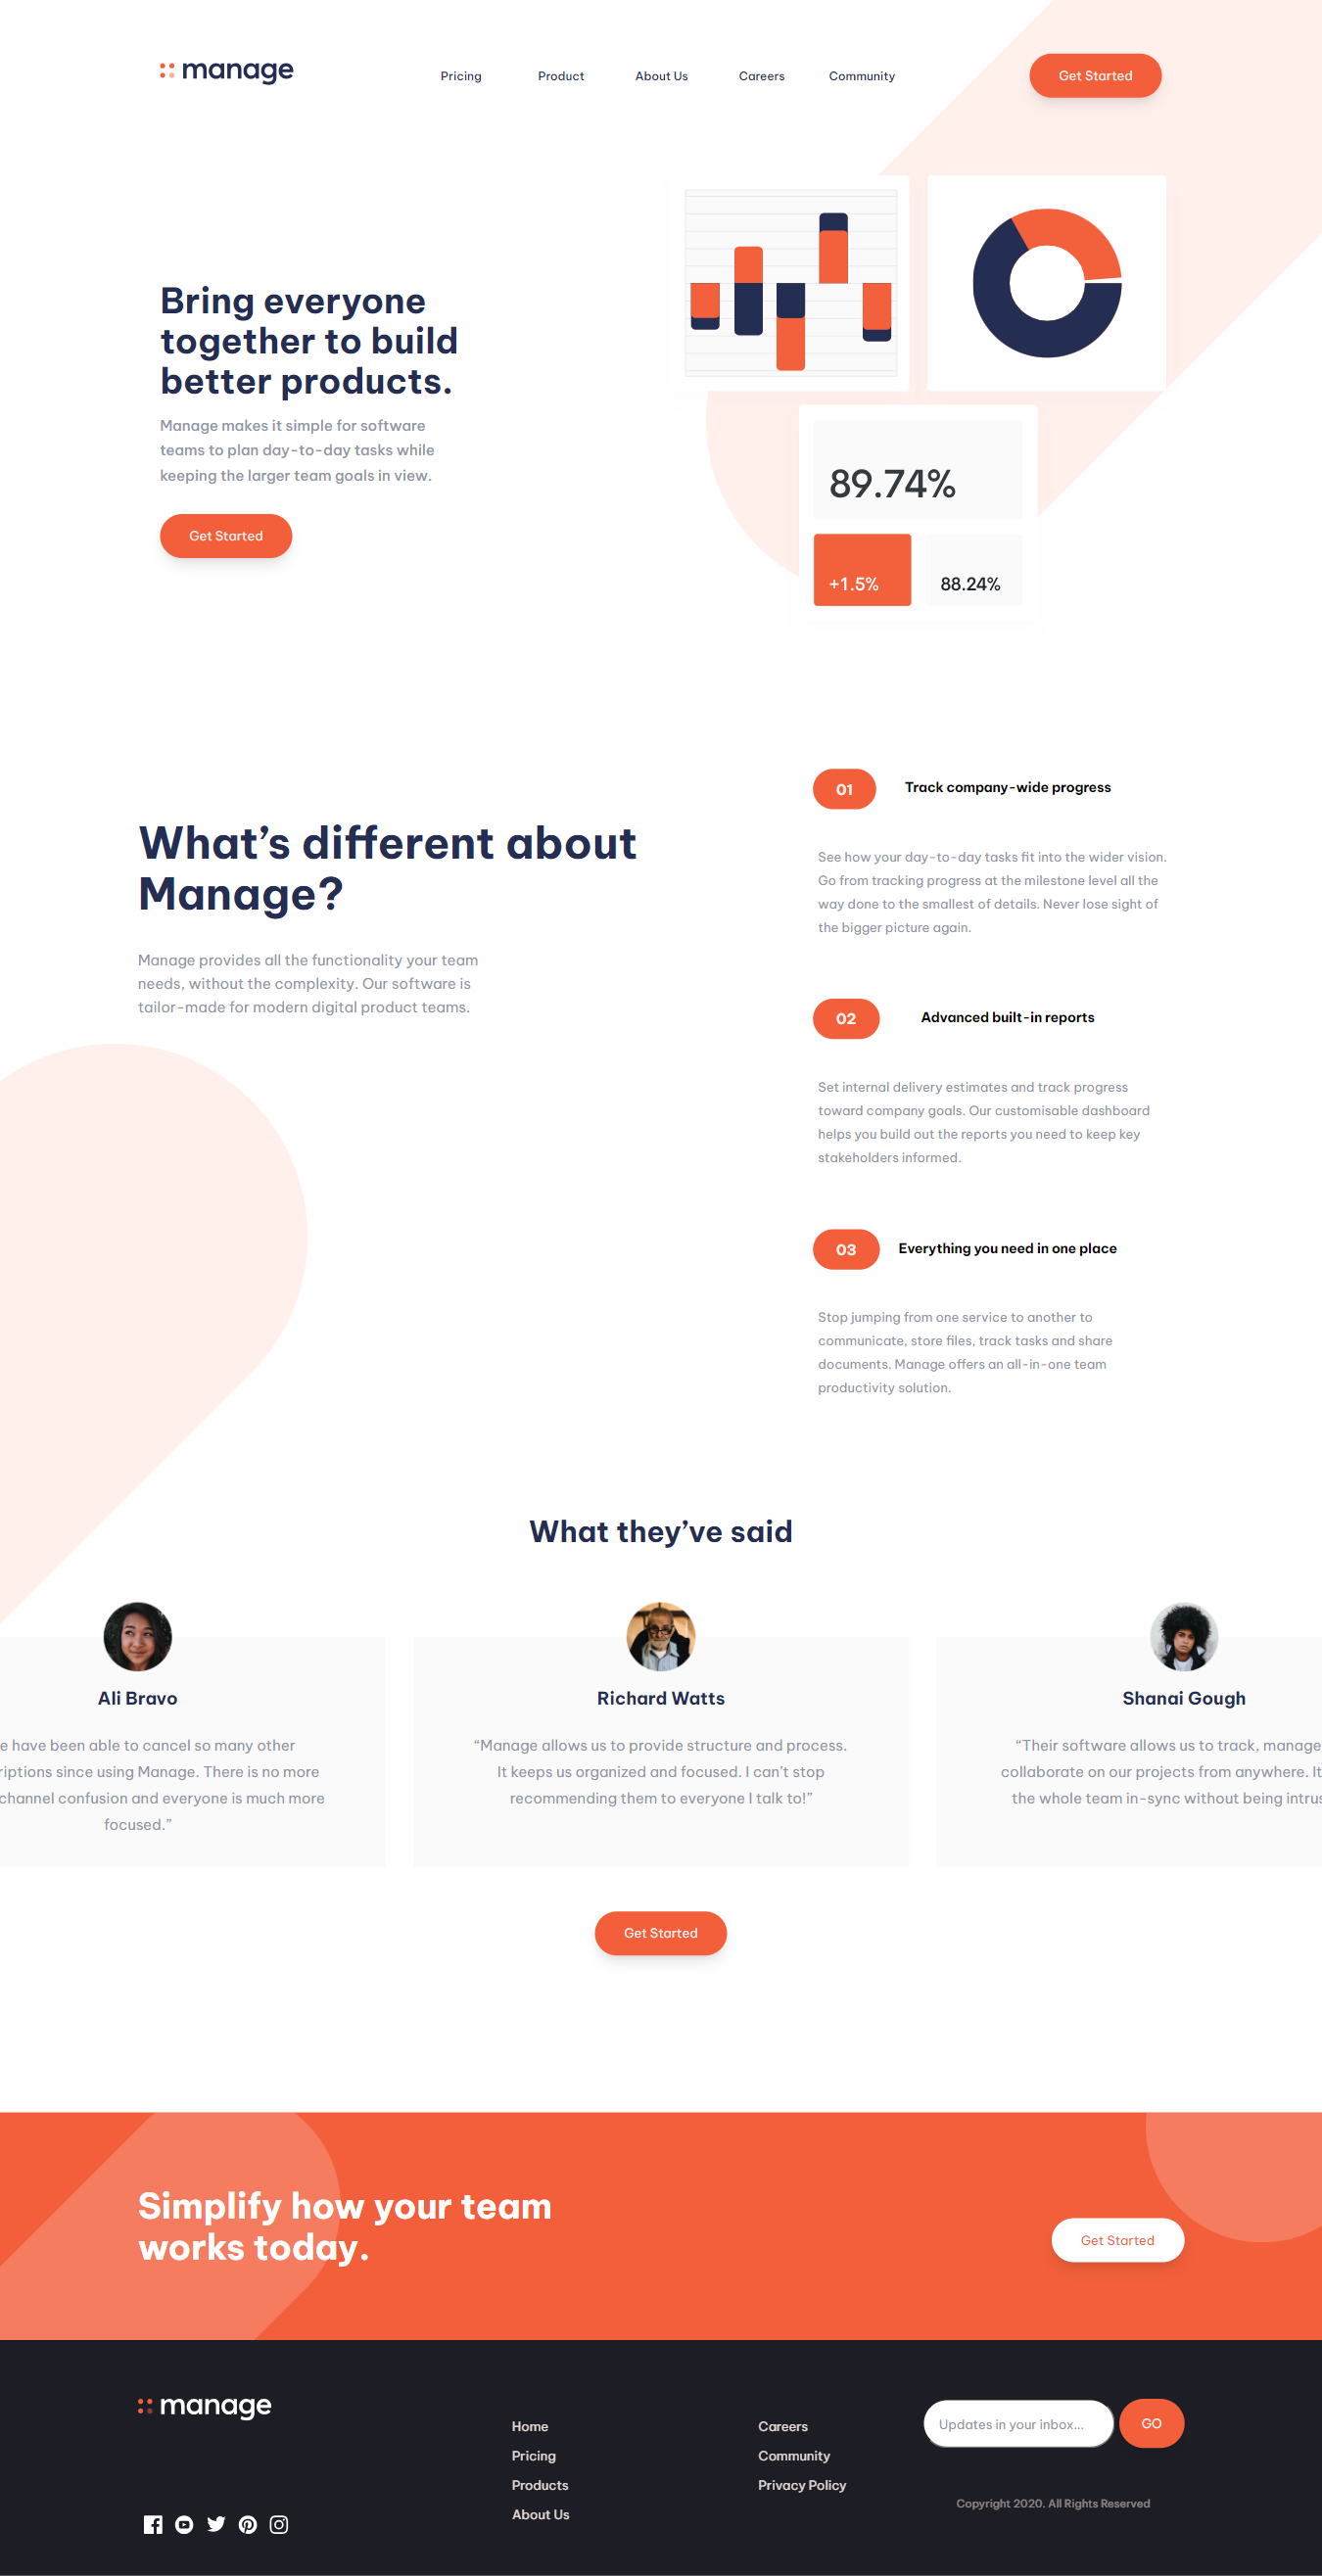 manage
Pricing
Product
About Us
Careers
Community
Get Started
Bring everyone
together to build
better products.
Manage makes it simple for software
teams to plan day-to-day tasks while
keeping the larger team goals in view.
Get Started
89.74%
+1.5%
88.24%
What’s different about
Manage?
Manage provides all the functionality your team
needs, without the complexity. Our software is
tailor-made for modern digital product teams.
01
Track company-wide progress
See how your day-to-day tasks fit into the wider vision.
Go from tracking progress at the milestone level all the
way done to the smallest of details. Never lose sight of
the bigger picture again.
02
Advanced built-in reports
Set internal delivery estimates and track progress
toward company goals. Our customisable dashboard
helps you build out the reports you need to keep key
stakeholders informed.
03
Everything you need in one place
Stop jumping from one service to another to
communicate, store files, track tasks and share
documents. Manage offers an all-in-one team
productivity solution.
What they’ve said
Ali Bravo
e have been able to cancel so many other
riptions since using Manage. There is no more
channel confusion and everyone is much more
focused.”
Richard Watts
“Manage allows us to provide structure and process.
It keeps us organized and focused. I can’t stop
recommending them to everyone I talk to!”
Shanai Gough
“Their software allows us to track, manage
collaborate on our projects from anywhere. It
the whole team in-sync without being intrus
Get Started
Simplify how your team
works today.
Get Started
manage
Home
Pricing
Products
About Us
Careers
Community
Privacy Policy
Updates in your inbox...
GO
Copyright 2020. All Rights Reserved